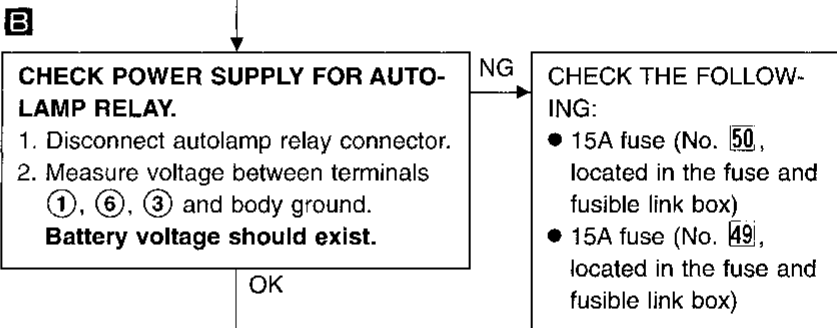 B
CHECK POWER SUPPLY FOR AUTO-
LAMP RELAY.
1. Disconnect autolamp relay connector.
2. Measure voltage between terminals
①, ⑥, ③ and body ground.
Battery voltage should exist.
NG
CHECK THE FOLLOW-
ING:
● 15A fuse (No. 50,
located in the fuse and
fusible link box)
● 15A fuse (No. 49,
located in the fuse and
fusible link box)
OK